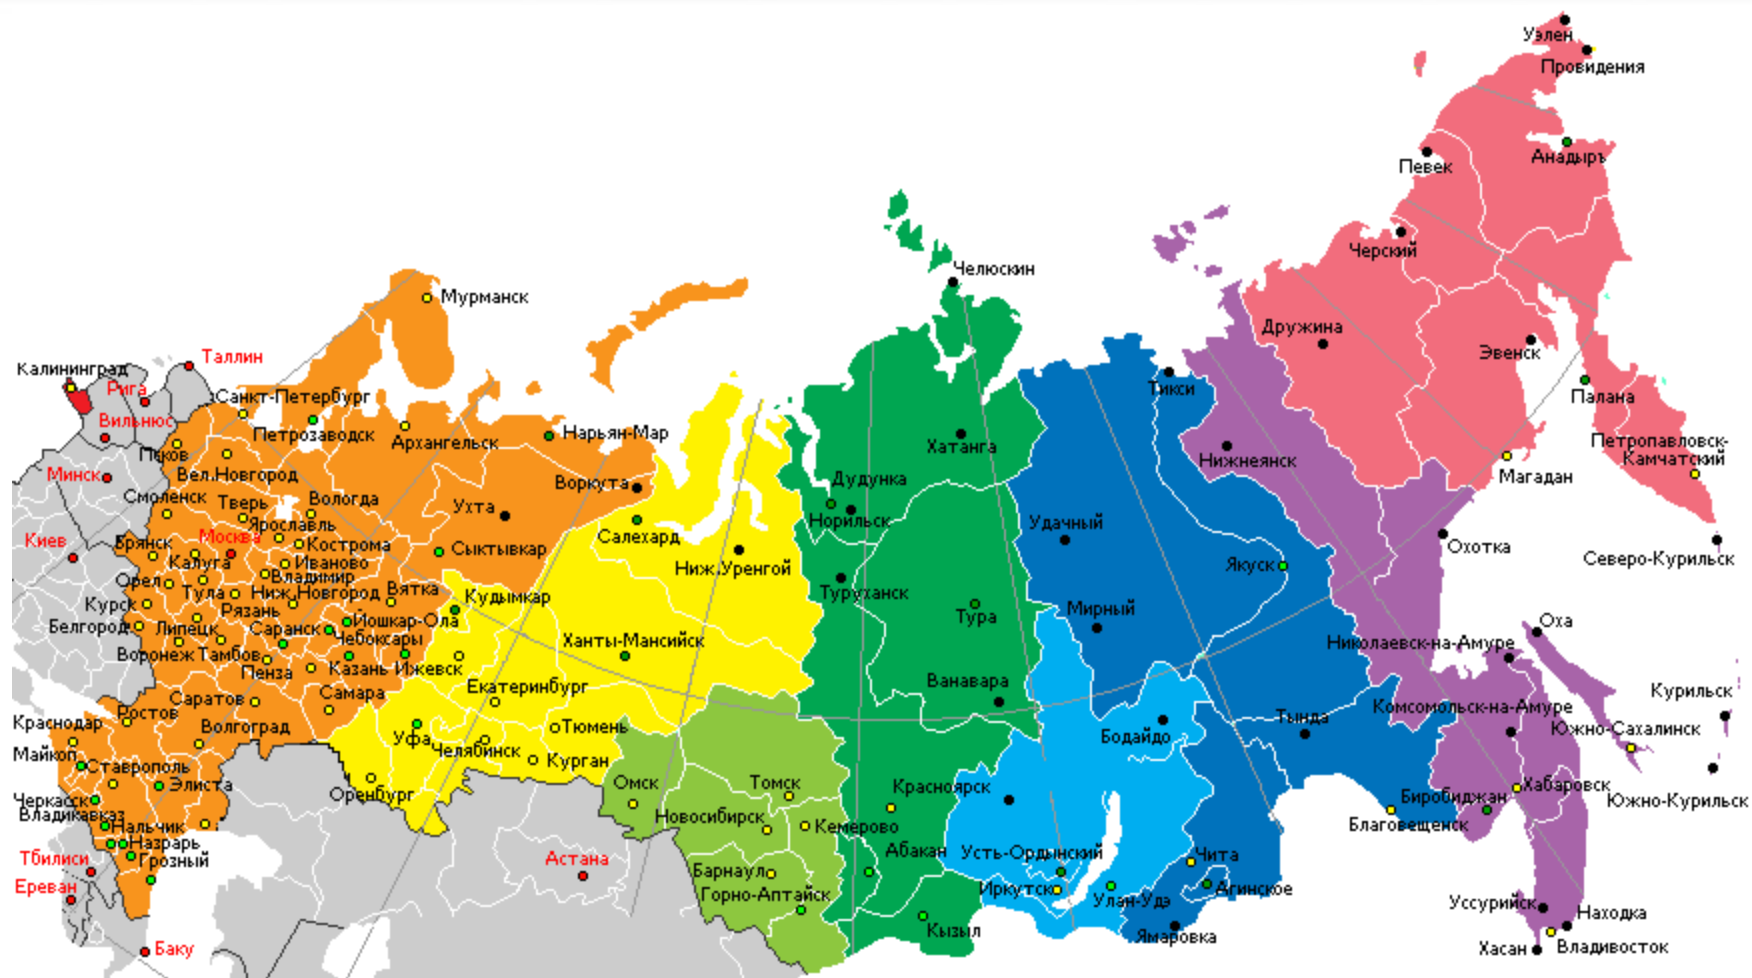 Уэлен
Провидения
Анадыръ
Певек
Черский
Челюскин
Мурманск
Дружина
Эвенск
Таллин
Калининград
Рига
Тикси
Палана
Санкт-Петербург
Вильнюс
Петрозаводск
Архангельск
Нарьян-Мар
Хатанга
Петропавловск-
Камчатский
Псков
Нижнеянск
Минск
Вел.Новгород
Воркута
Дудунка
Магадан
Смоленск
Тверь
Вологда
Ухта
Норильск
Удачный
Ярославль
Москва
Салехард
Киев
Брянск
Кострома
Сыктывкар
Охотка
Северо-Курильск
Калуга
Иваново
Ниж.Уренгой
Якуск
Орел
Владимир
Тула
Ниж.Новгород
Вятка
Кудымкар
Туруханск
Курск
Рязань
Мирный
Тура
Белгород
Липецк
Саранск
Йошкар-Ола
Чебоксары
Ханты-Мансийск
Николаевск-на-Амуре
Оха
Воронеж
Тамбов
Пенза
Казань
Ижевск
Ванавара
Екатеринбург
Самара
Саратов
Курильск
Ростов
Комсомольск-на-Амуре
Краснодар
Волгоград
Тюмень
Тында
Южно-Сахалинск
Уфа
Челябинск
Бодайдо
Майкоп
Ставрополь
Курган
Элиста
Оренбург
Омск
Томск
Красноярск
Хабаровск
Биробиджан
Южно-Курильск
Черкасск
Владикавказ
Новосибирск
Кемерово
Благовещенск
Нальчик
Назрарь
Тбилиси
Грозный
Астана
Абакан
Усть-Ордынский
Чита
Ереван
Барнаул
Иркутск
Агинское
Горно-Аптайск
Улан-Удэ
Уссурийск
Находка
Кызыл
Ямаровка
Баку
Хасан
Владивосток